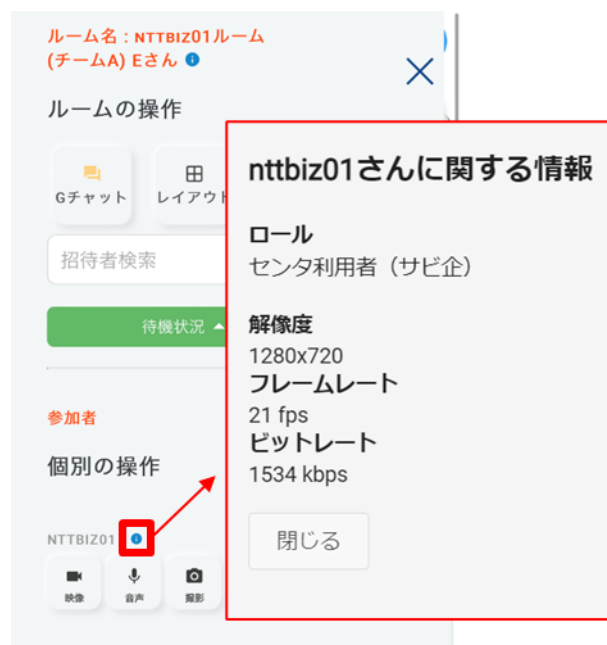 ルーム名：NTTBIZ01ルーム
(チームA) Eさん
ルームの操作
Gチャット
レイアウト
招待者検索
待機状況
参加者
個別の操作
NTTBIZ01
映像
音声
撮影
nttbiz01さんに関する情報
ロール
センタ利用者（サビ企）
解像度
1280x720
フレームレート
21 fps
ビットレート
1534 kbps
閉じる